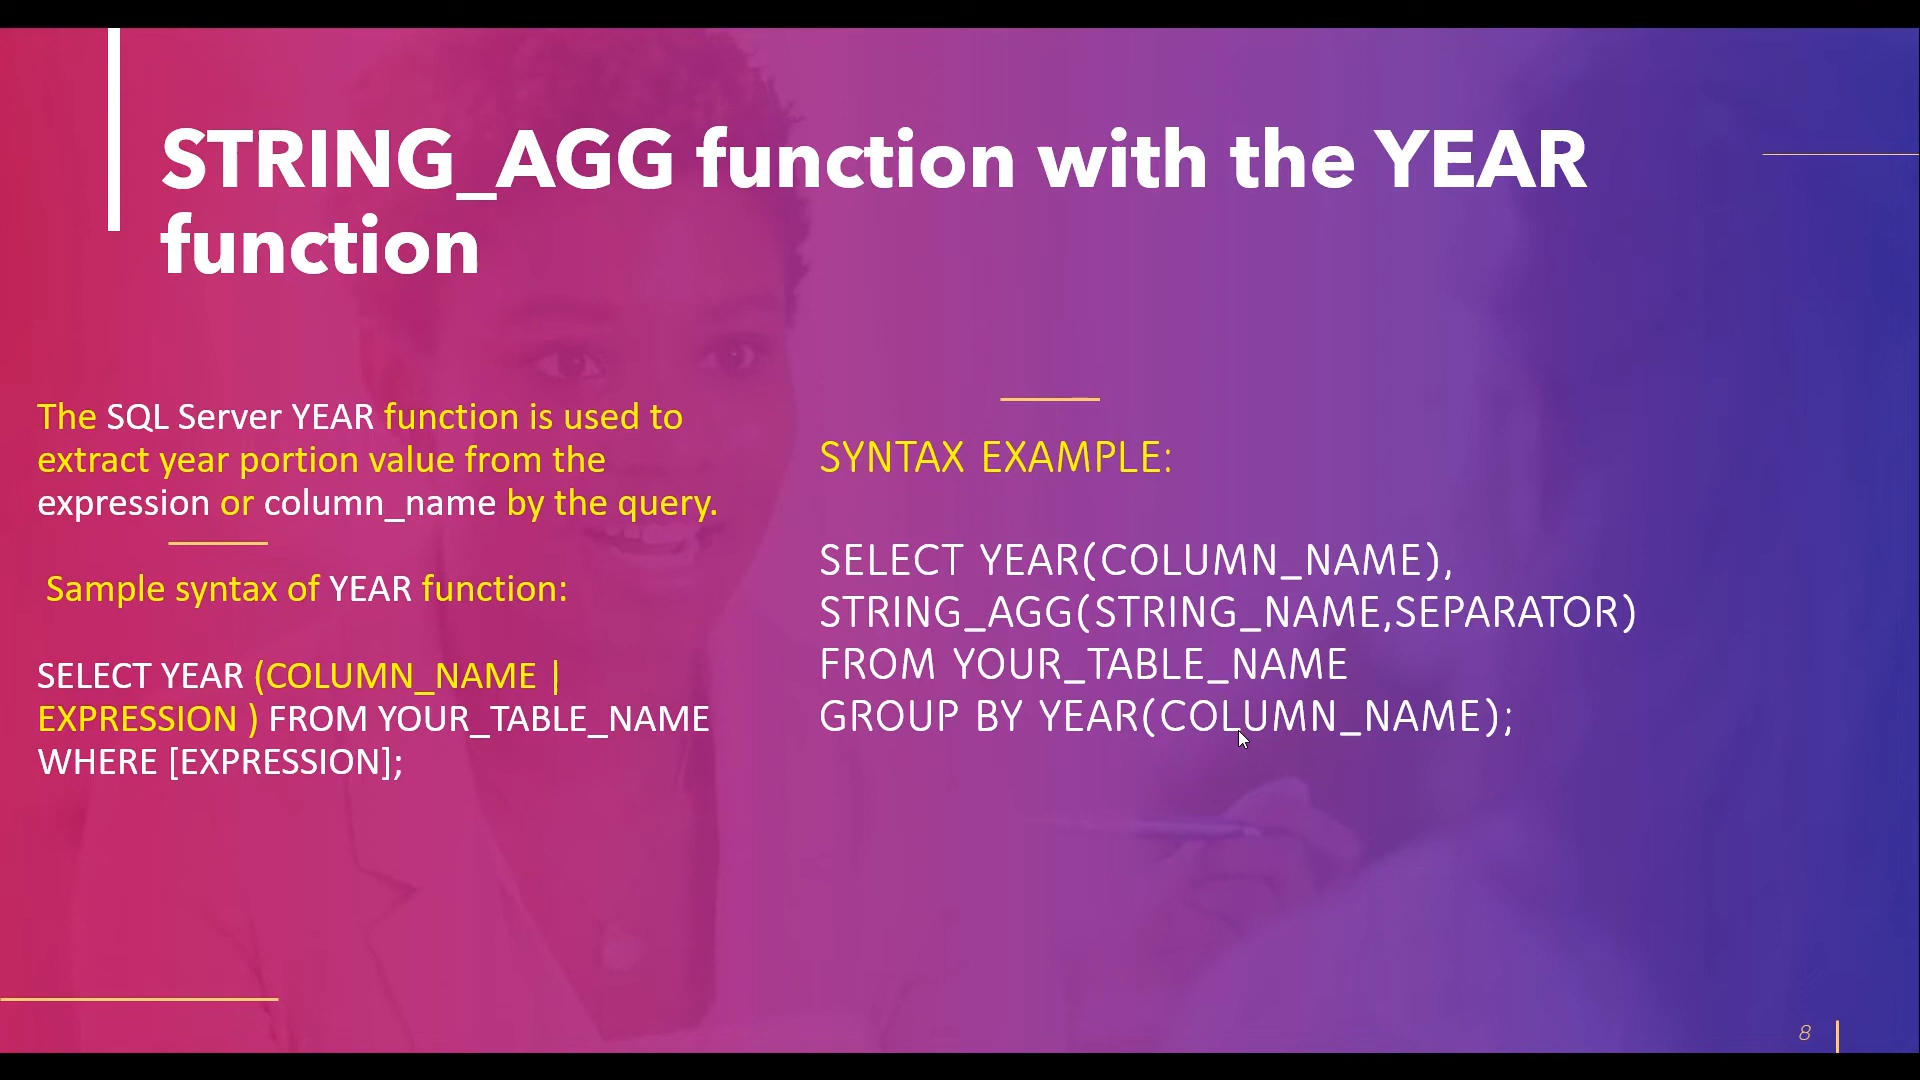 STRING_AGG function with the YEAR
function
The SQL Server YEAR function is used to
extract year portion value from the
expression or column_name by the query.
Sample syntax of YEAR function:
SELECT YEAR (COLUMN_NAME |
EXPRESSION ) FROM YOUR_TABLE_NAME
WHERE [EXPRESSION];
SYNTAX EXAMPLE:
SELECT YEAR(COLUMN_NAME),
STRING_AGG(STRING_NAME,SEPARATOR)
FROM YOUR_TABLE_NAME
GROUP BY YEAR(COLUMN_NAME);
8